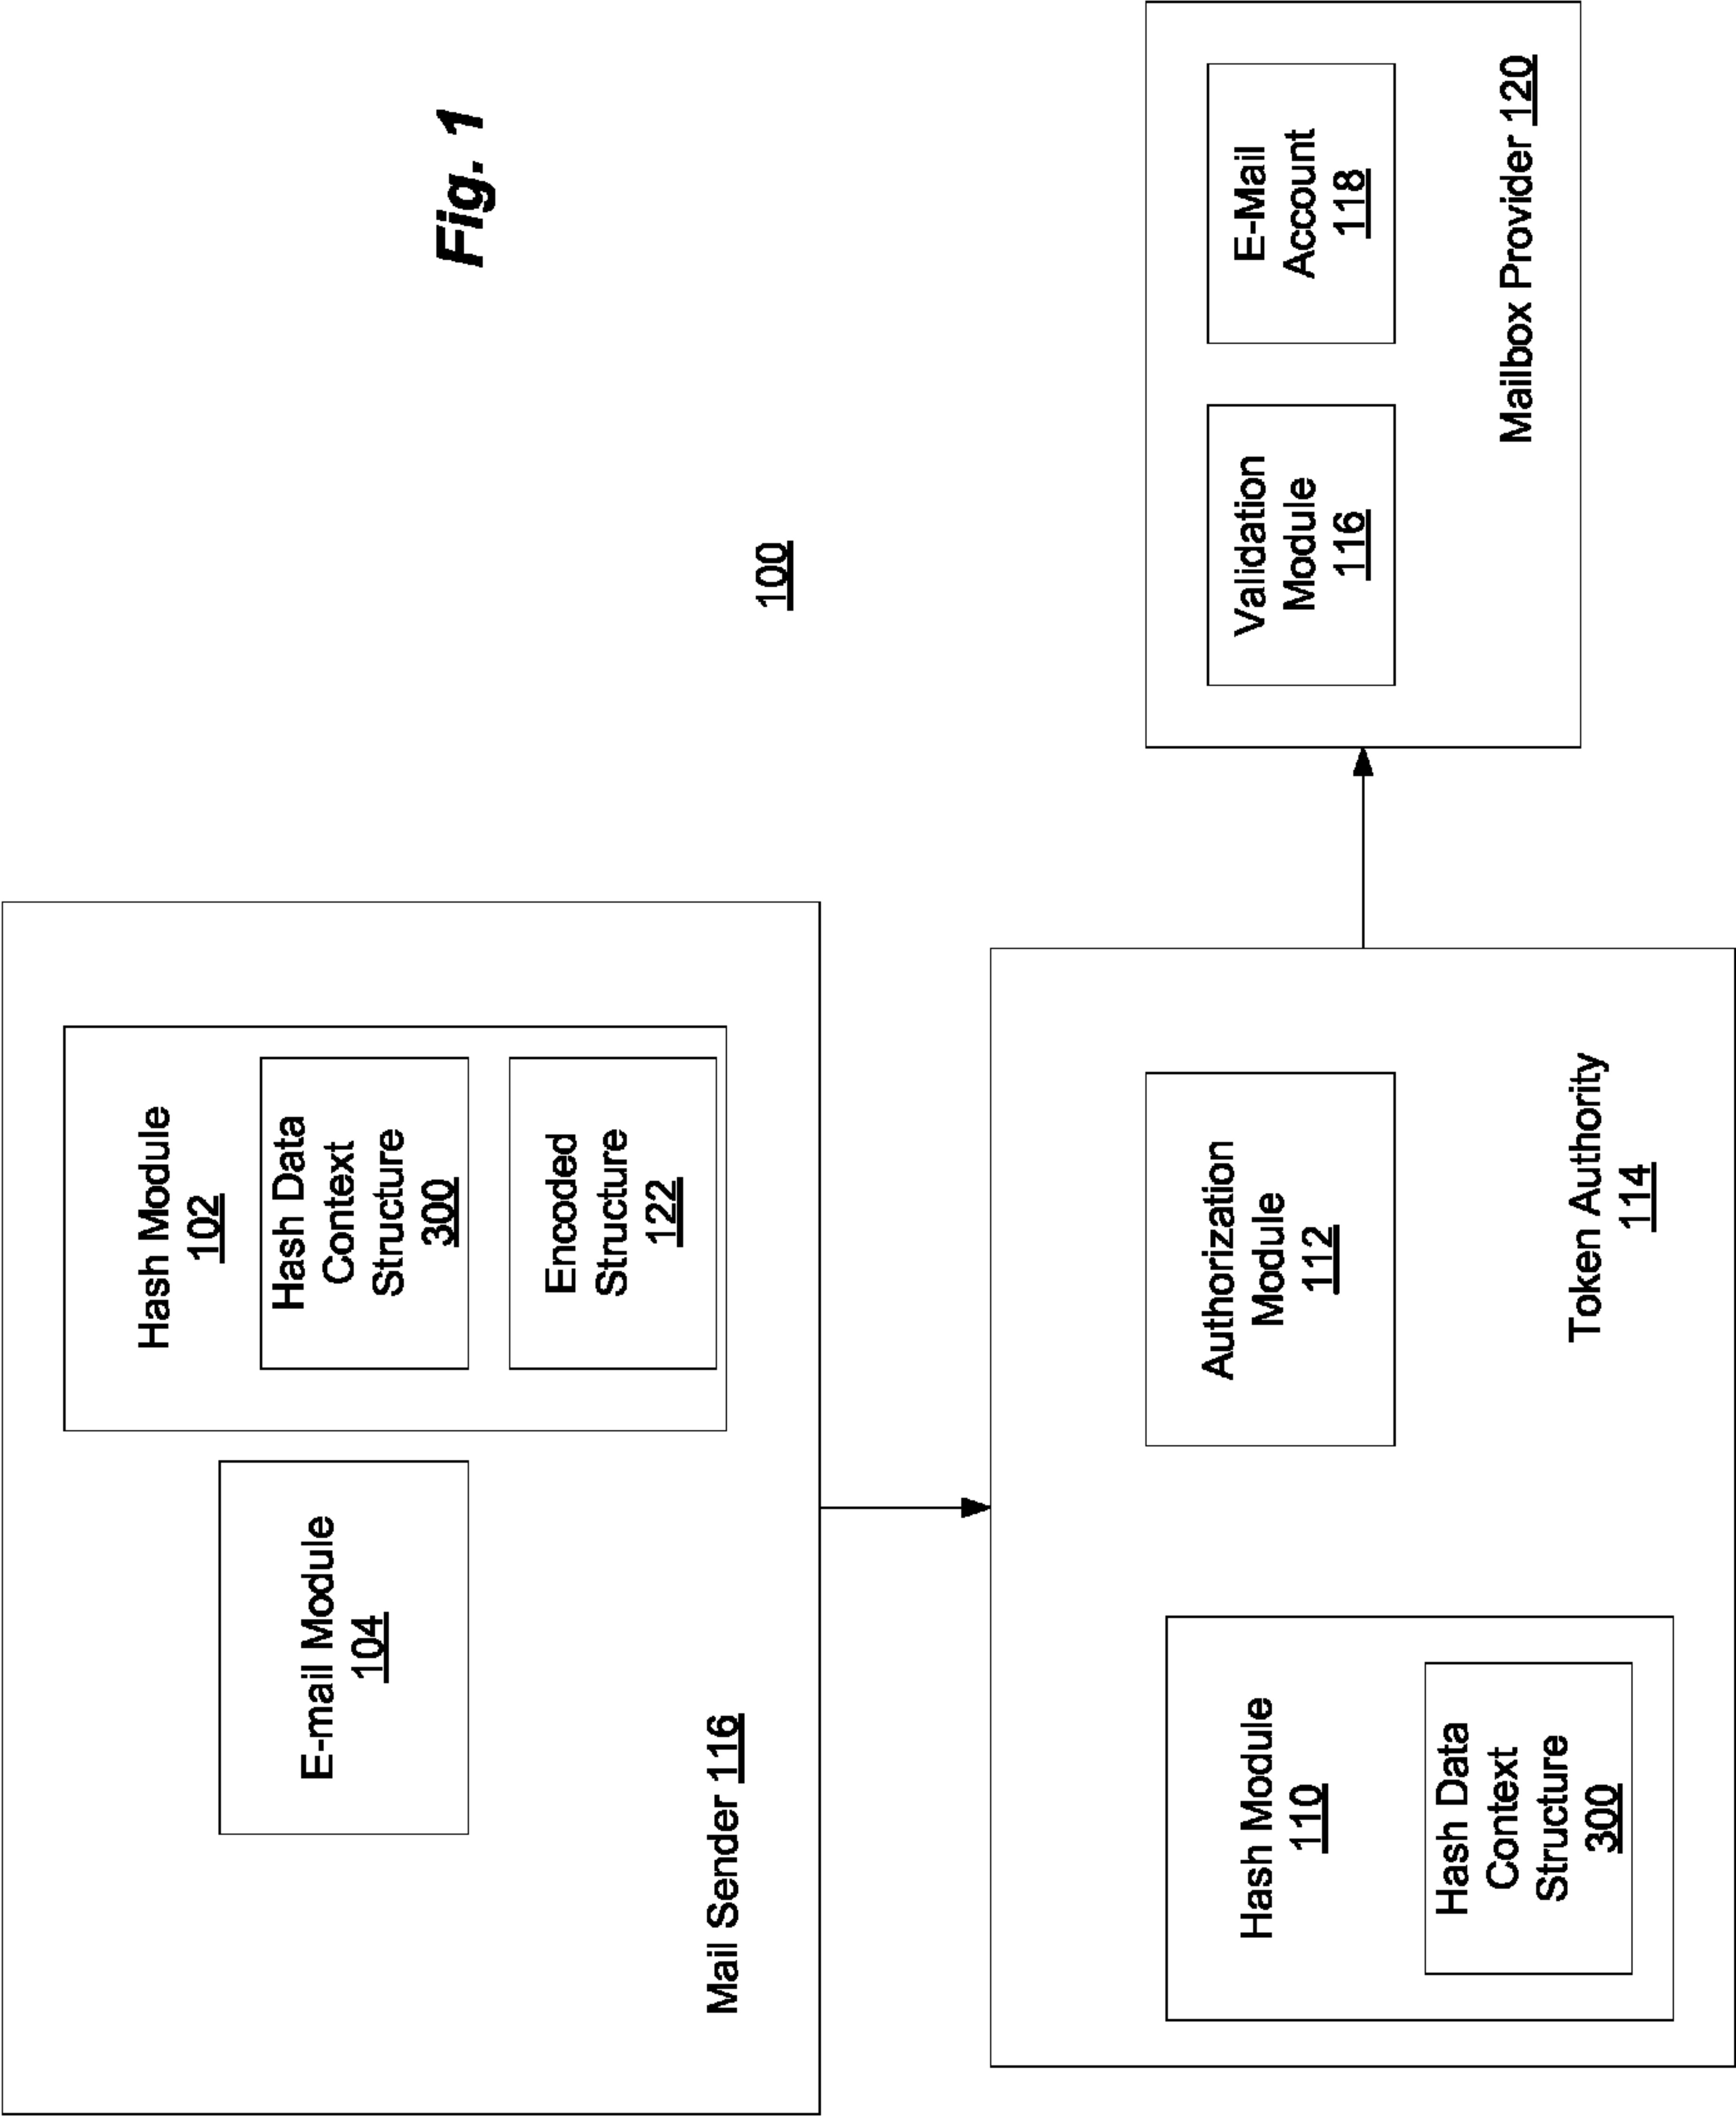 Fig. 1
100
E-mail Module
104
Hash Module
102
Hash Data
Context
Structure
300
Encoded
Structure
122
Mail Sender 116
Hash Module
110
Hash Data
Context
Structure
300
Authorization
Module
112
Token Authority
114
Validation
Module
116
E-Mail
Account
118
Mailbox Provider 120